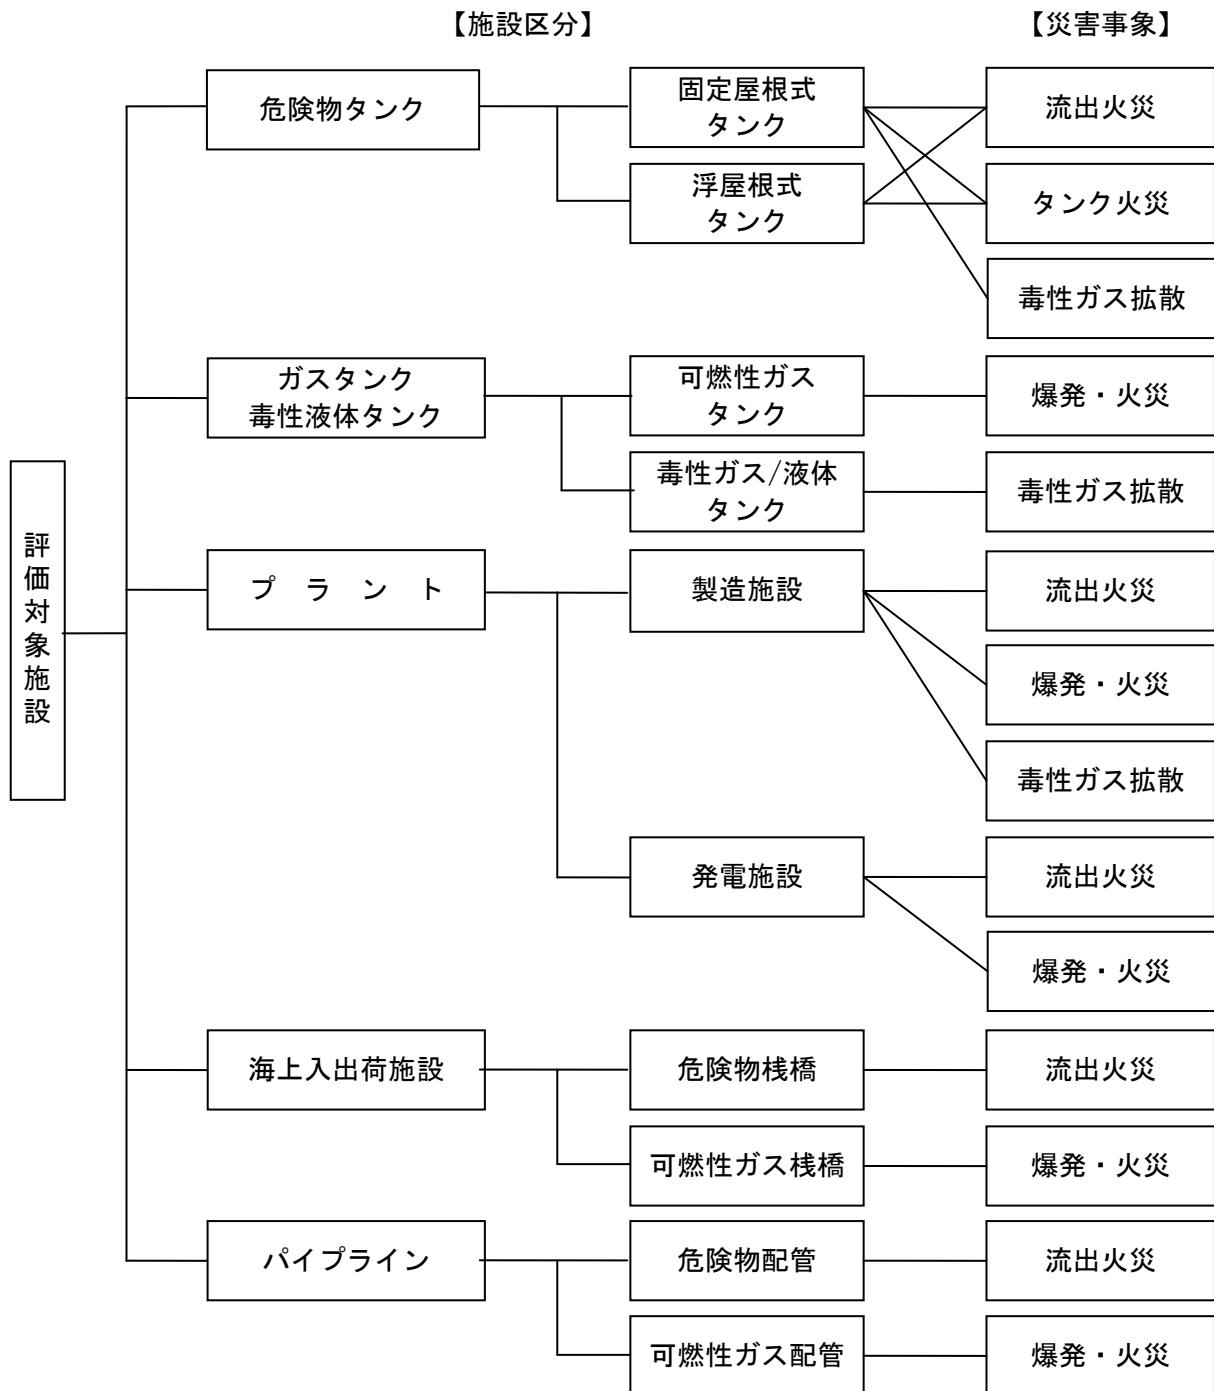 【施設区分】
【災害事象】
評価対象施設
危険物タンク
固定屋根式
タンク
流出火災
浮屋根式
タンク
タンク火災
毒性ガス拡散
ガスタンク
毒性液体タンク
可燃性ガス
タンク
爆発・火災
毒性ガス/液体
タンク
毒性ガス拡散
プラント
製造施設
流出火災
爆発・火災
毒性ガス拡散
発電施設
流出火災
爆発・火災
海上入出荷施設
危険物桟橋
流出火災
可燃性ガス桟橋
爆発・火災
パイプライン
危険物配管
流出火災
可燃性ガス配管
爆発・火災